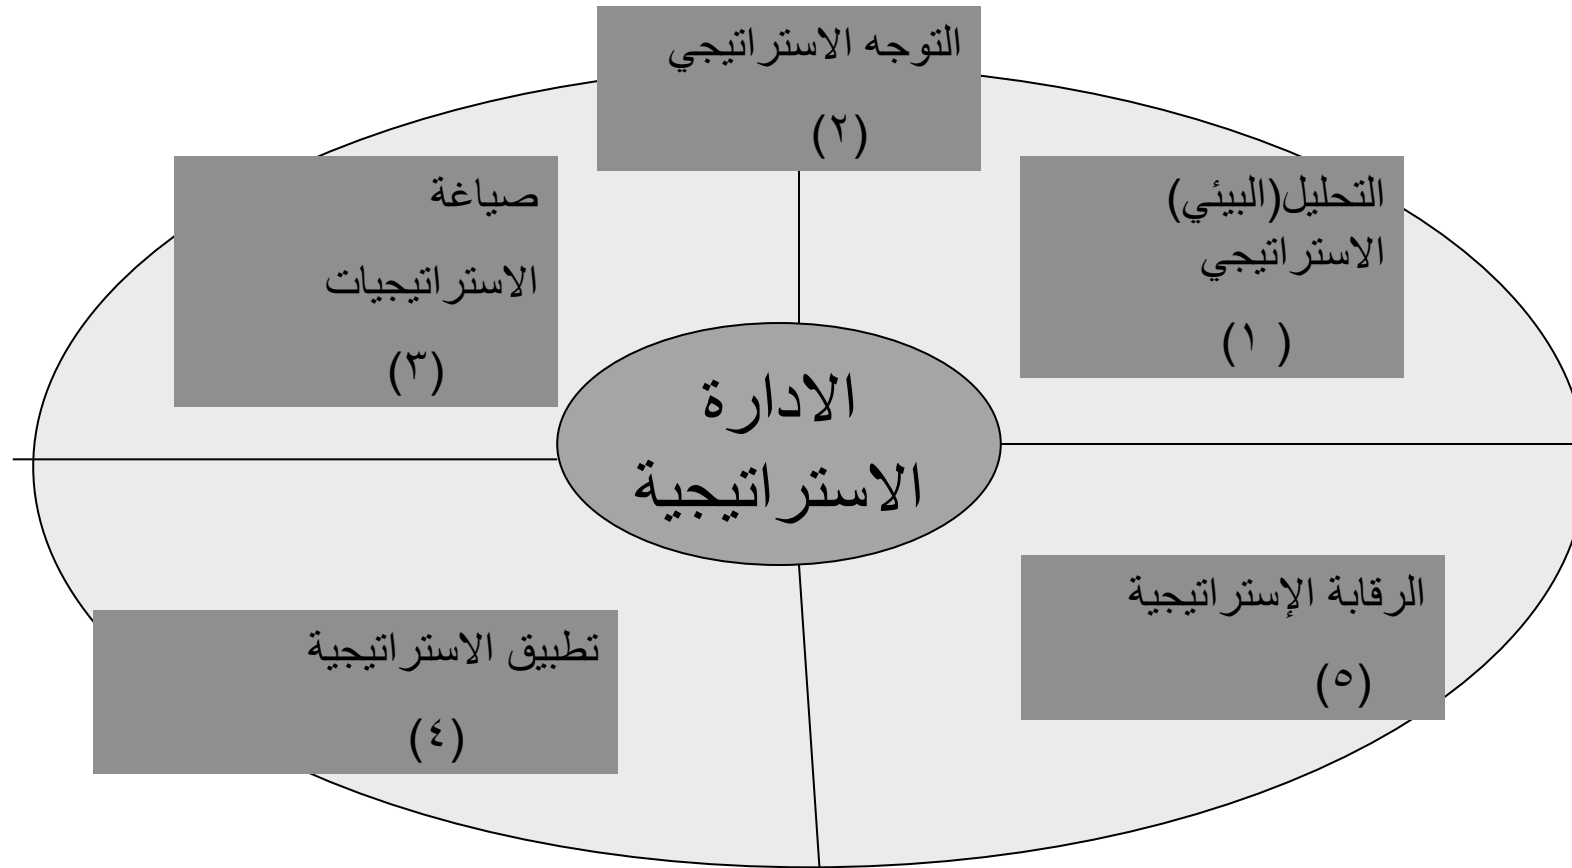 التوجه الاستراتيجي
(٢)
التحليل(البيئي)
الاستراتيجي
(١ )
صياغة
الاستراتيجيات
(٣)
الادارة
الاستراتيجية
تطبيق الاستراتيجية
(٤)
الرقابة الإستراتيجية
(٥)